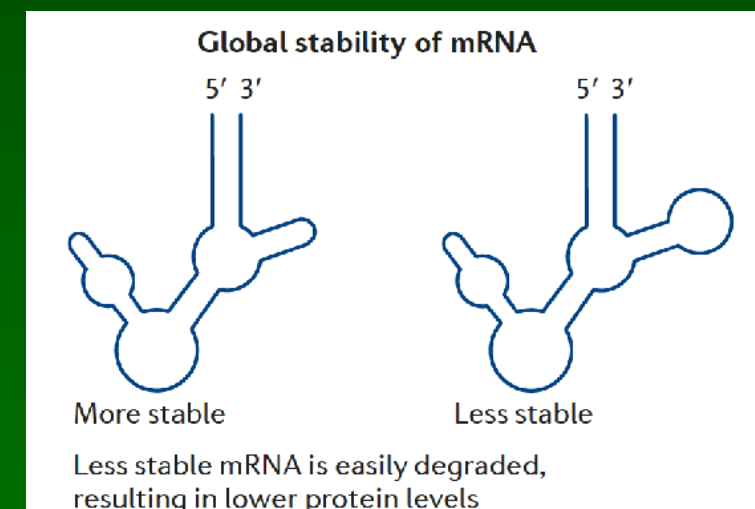 Global stability of mRNA
5′ 3′ 5′ 3′
More stable Less stable
Less stable mRNA is easily degraded,
resulting in lower protein levels